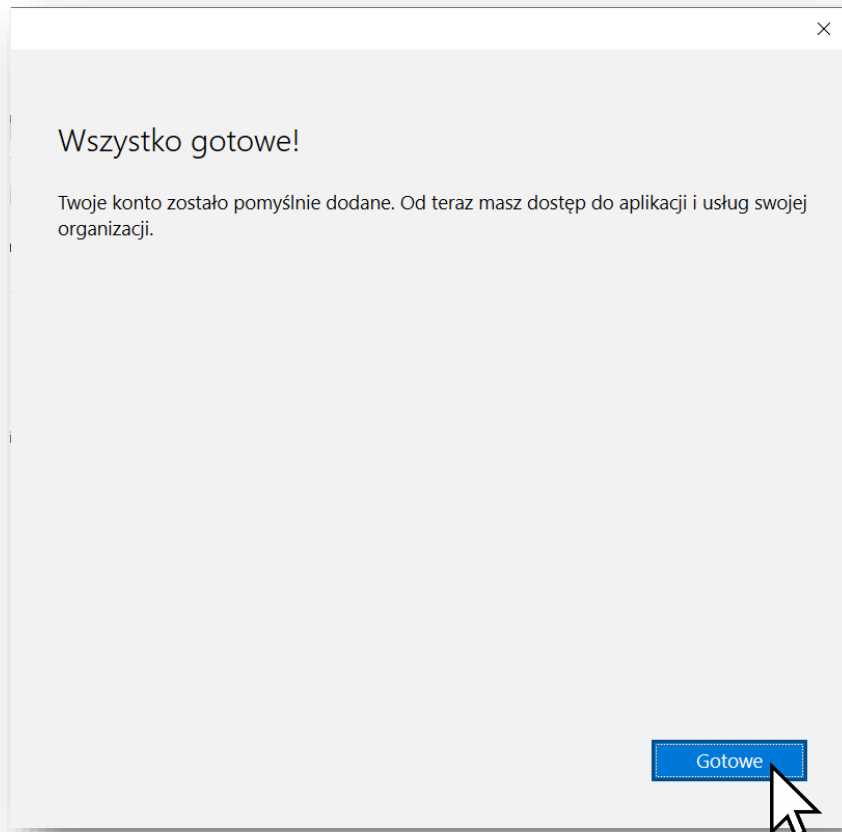 Wszystko gotowe!
Twoje konto zostało pomyślnie dodane. Od teraz masz dostęp do aplikacji i usług swojej
organizacji.
Gotowe